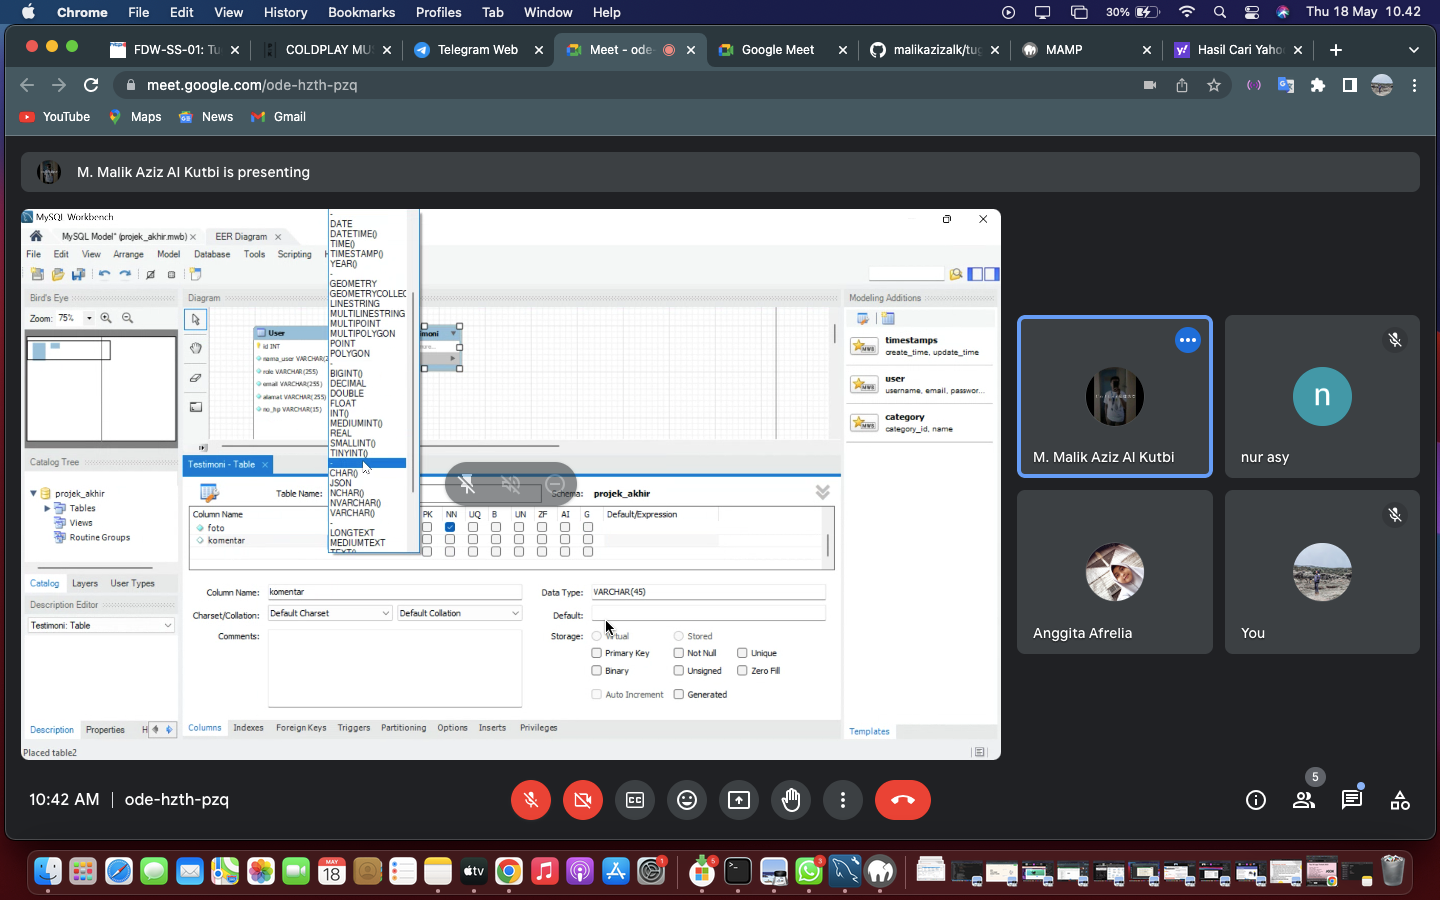 Chrome File Edit View History Bookmarks Profiles Tab Window Help 30% Thu 18 May 10.42
FDW-SS-01: Tu COLDPLAY MU Telegram Web Meet - ode- Google Meet malikazizalk/tug MAMP Hasil Cari Yaho
meet.google.com/ode-hzth-pzq
YouTube Maps News Gmail
M. Malik Aziz Al Kutbi is presenting
MySQL Workbench
MySQL Model* (projek_akhir.mwb) EER Diagram
File Edit View Arrange Model Database Tools Scripting
Bird's Eye
Zoom: 75%
Diagram
User
id INT
nama_user VARCHAR(2
role VARCHAR(255)
email VARCHAR(255)
alamat VARCHAR(255)
no_hp VARCHAR(15)
moni
DATE
DATETIME()
TIME()
TIMESTAMP()
YEAR()
-
GEOMETRY
GEOMETRYCOLLEC
LINESTRING
MULTILINESTRING
MULTIPOINT
MULTIPOLYGON
POINT
POLYGON
-
BIGINT()
DECIMAL
DOUBLE
FLOAT
INT()
MEDIUMINT()
REAL
SMALLINT()
TINYINT()
-
CHAR()
JSON
NCHAR()
NVARCHAR()
VARCHAR()
-
LONGTEXT
MEDIUMTEXT
TEXT()
Modeling Additions
timestamps
create_time, update_time
user
username, email, passwor...
category
category_id, name
Templates
Catalog Tree
projek_akhir
Tables
Views
Routine Groups
Catalog Layers User Types
Description Editor
Testimoni: Table
Description Properties H
Placed table2
Testimoni - Table
Table Name: Schema: projek_akhir
Column Name PK NN UQ B UN ZF AI G Default/Expression
foto
komentar
Column Name: komentar Data Type: VARCHAR(45)
Charset/Collation: Default Charset Default Collation Default:
Comments: Storage: Virtual Stored
Primary Key Not Null Unique
Binary Unsigned Zero Fill
Auto Increment Generated
Columns Indexes Foreign Keys Triggers Partitioning Options Inserts Privileges
M. Malik Aziz Al Kutbi
n
nur asy
Anggita Afrelia
You
10:42 AM | ode-hzth-pzq
5
MAY
18
tv
1
5
3